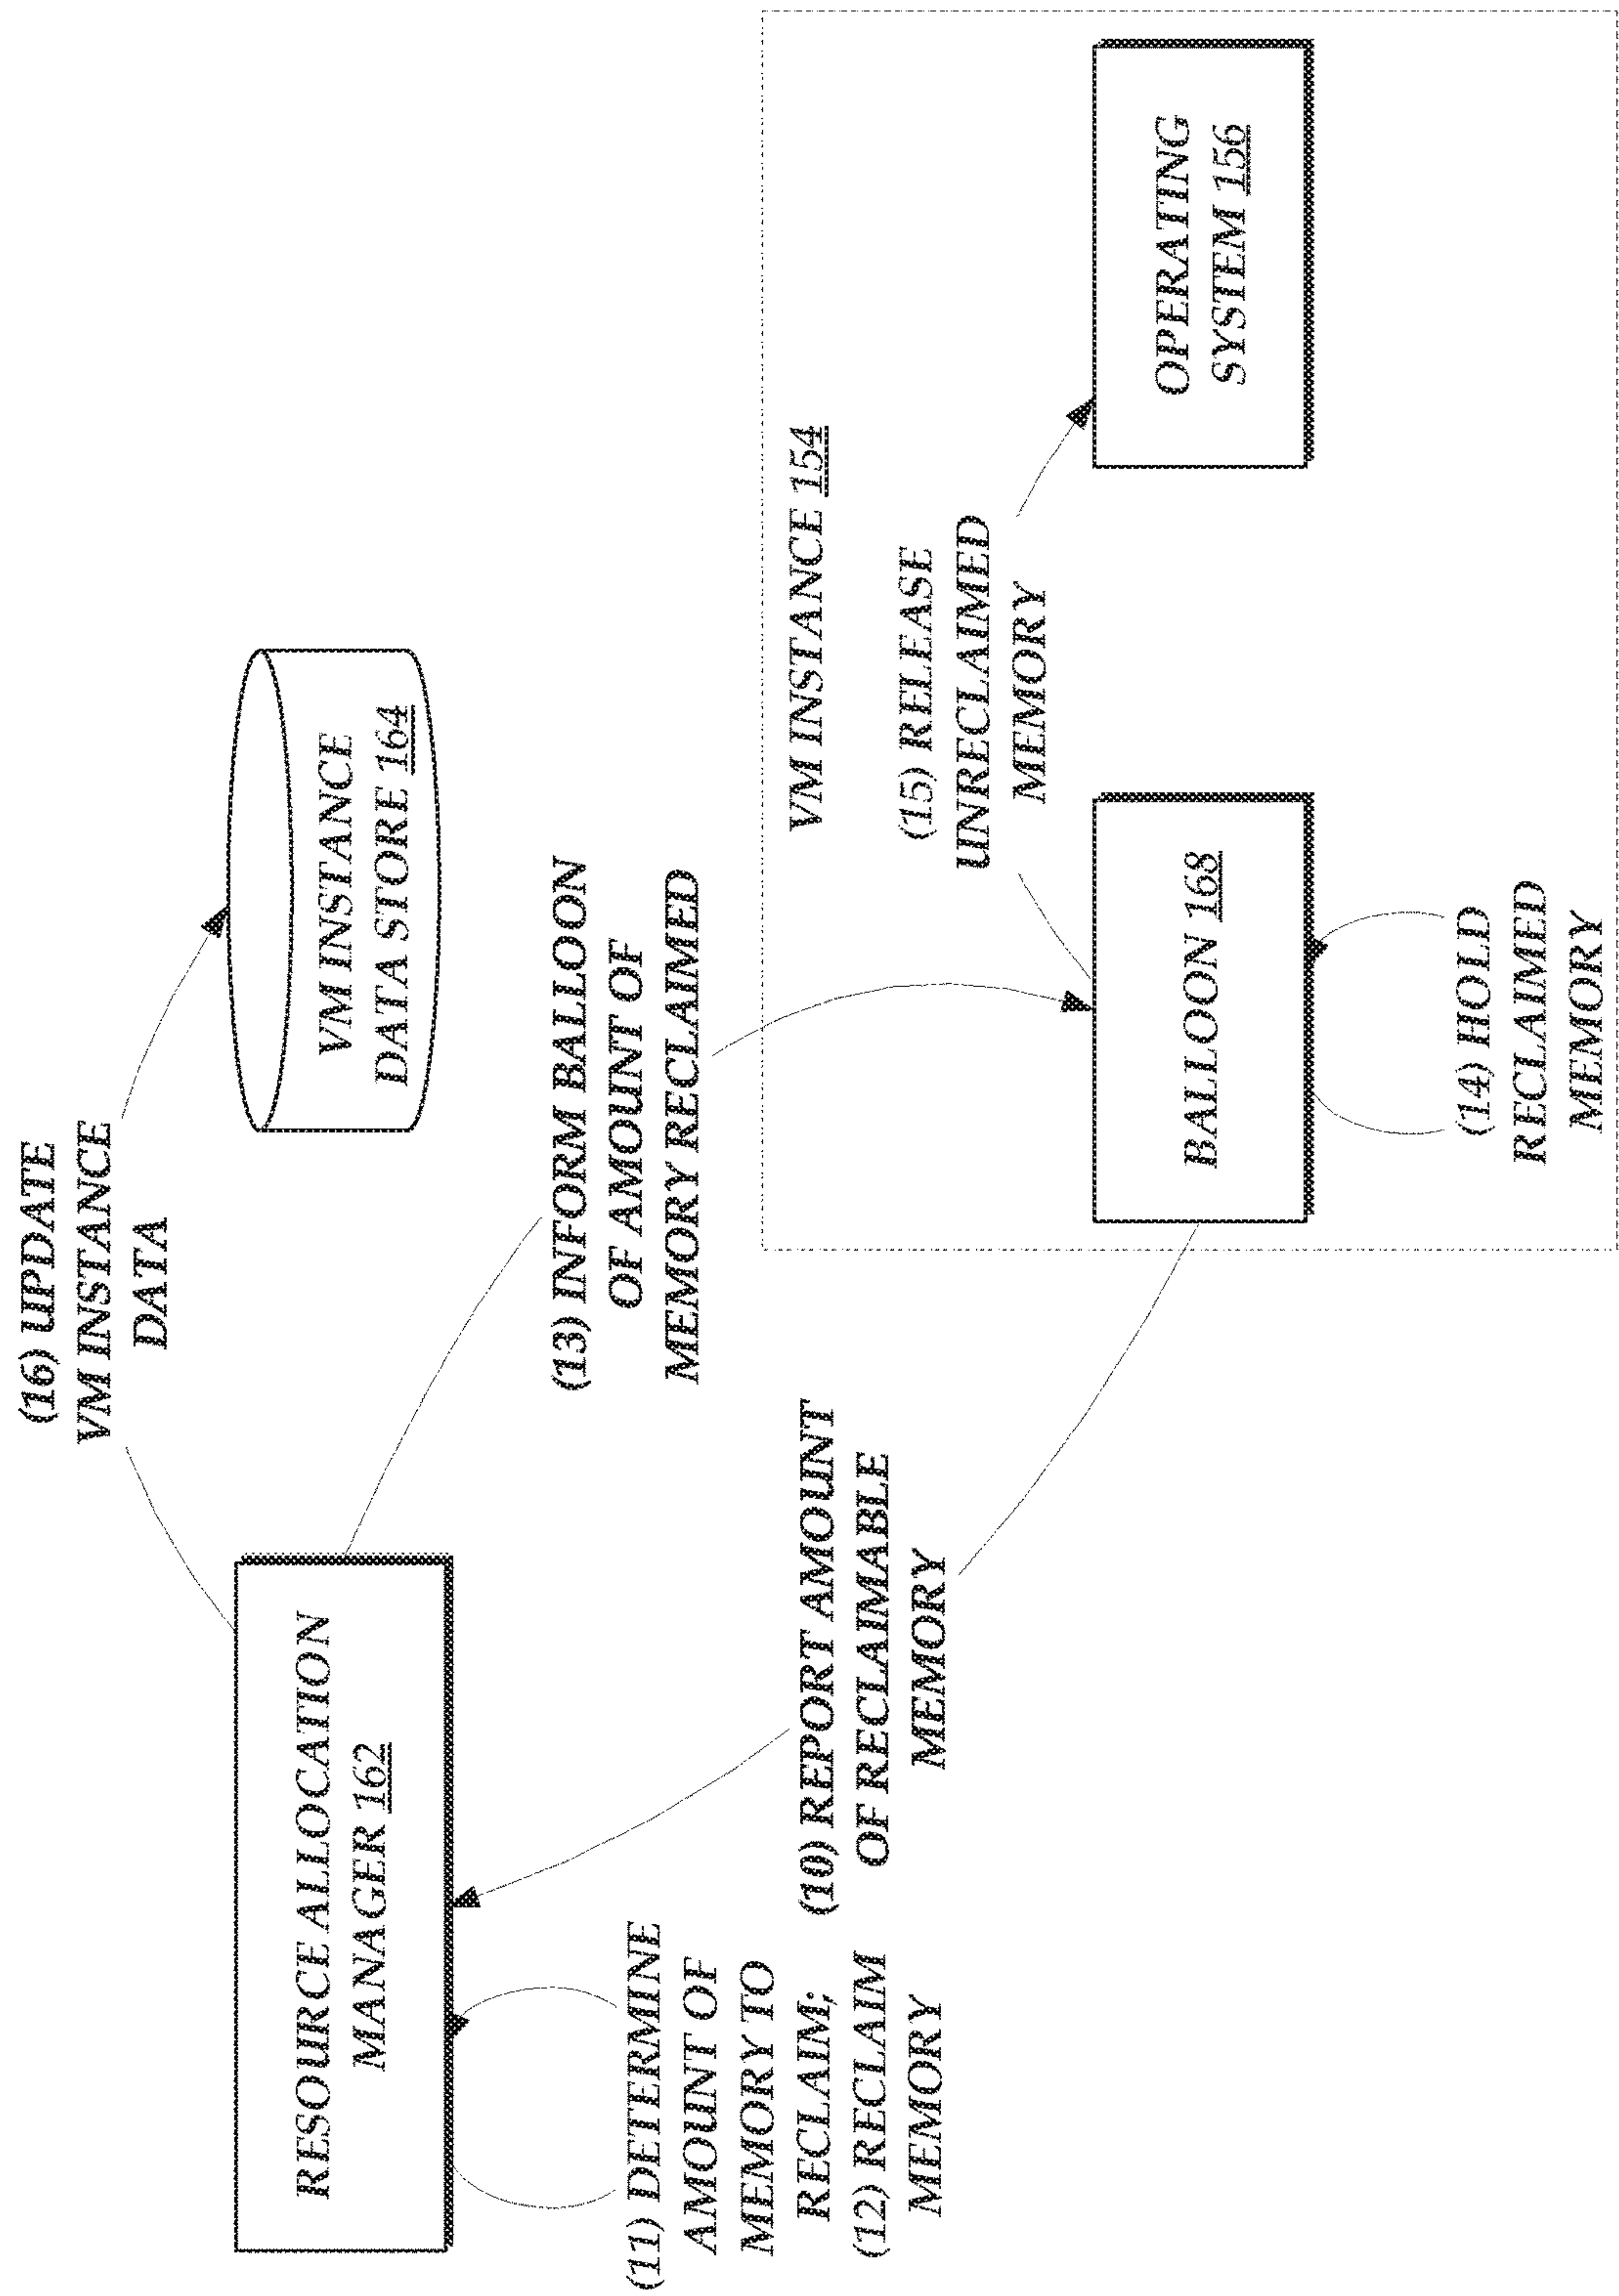 (16) UPDATE
VM INSTANCE
DATA
RESOURCE ALLOCATION
MANAGER 162
VM INSTANCE
DATA STORE 164
(11) DETERMINE
AMOUNT OF
MEMORY TO
RECLAIM;
(12) RECLAIM
MEMORY
(13) INFORM BALLOON
OF AMOUNT OF
MEMORY RECLAIMED
(10) REPORT AMOUNT
OF RECLAIMABLE
MEMORY
VM INSTANCE 154
(15) RELEASE
UNRECLAIMED
MEMORY
BALLOON 168
OPERATING
SYSTEM 156
(14) HOLD
RECLAIMED
MEMORY